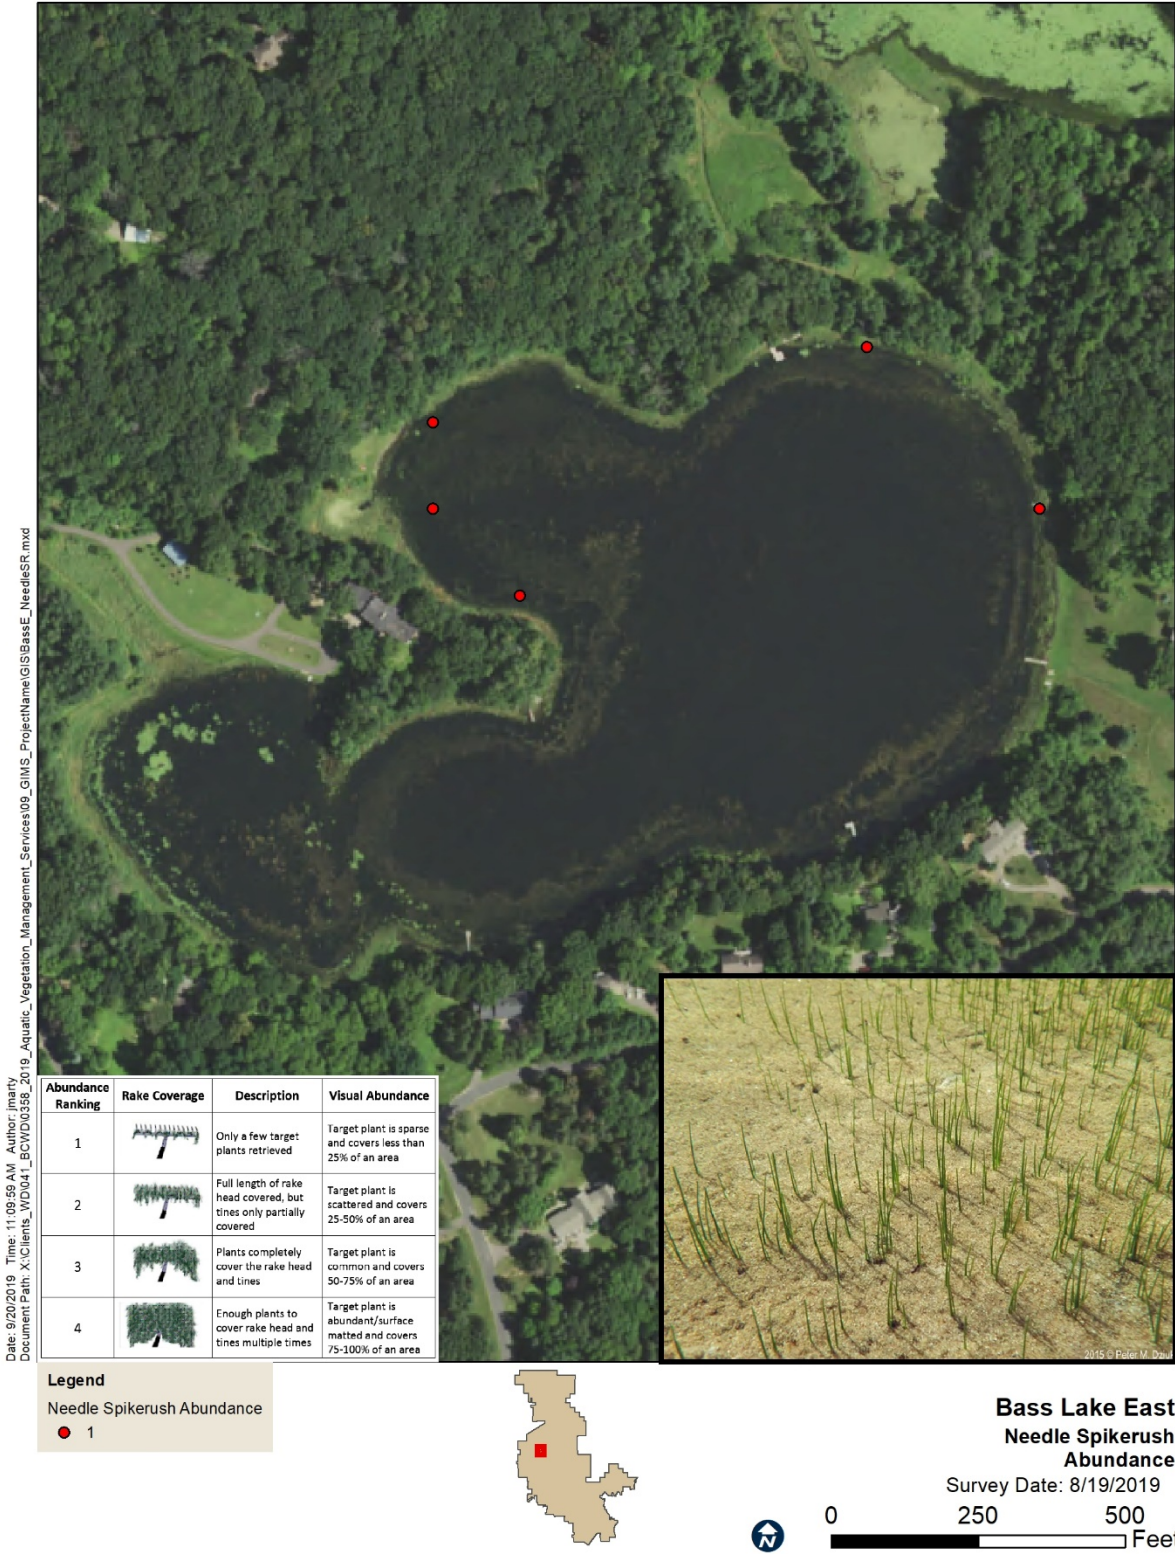 Date: 9/20/2019 Time: 11:09:59 AM Author: jmarty
Document Path: X:\Clients_WD\041_BCWD\0358_2019_Aquatic_Vegetation_Management_Services\09_GIMS_ProjectName\GIS\BassE_NeedleSR.mxd
Abundance
Ranking
Rake Coverage
Description
Visual Abundance
1
Only a few target
plants retrieved
Target plant is sparse
and covers less than
25% of an area
2
Full length of rake
head covered, but
tines only partially
covered
Target plant is
scattered and covers
25-50% of an area
3
Plants completely
cover the rake head
and tines
Target plant is
common and covers
50-75% of an area
4
Enough plants to
cover rake head and
tines multiple times
Target plant is
abundant/surface
matted and covers
75-100% of an area
2015 © Peter M. Dziuk
Legend
Needle Spikerush Abundance
1
Bass Lake East
Needle Spikerush
Abundance
Survey Date: 8/19/2019
N
0 250 500
Feet